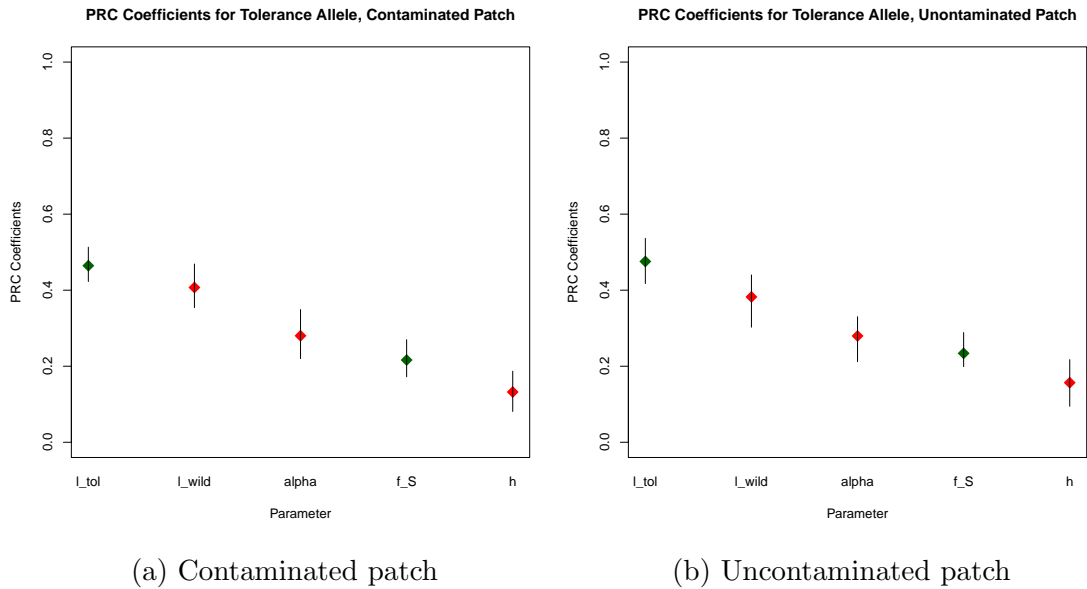 PRC Coefficients for Tolerance Allele, Contaminated Patch
1.0
0.8
0.6
0.4
0.2
0.0
PRC Coefficients
l_tol l_wild alpha f_S h
Parameter
(a) Contaminated patch
PRC Coefficients for Tolerance Allele, Unontaminated Patch
1.0
0.8
0.6
0.4
0.2
0.0
PRC Coefficients
l_tol l_wild alpha f_S h
Parameter
(b) Uncontaminated patch